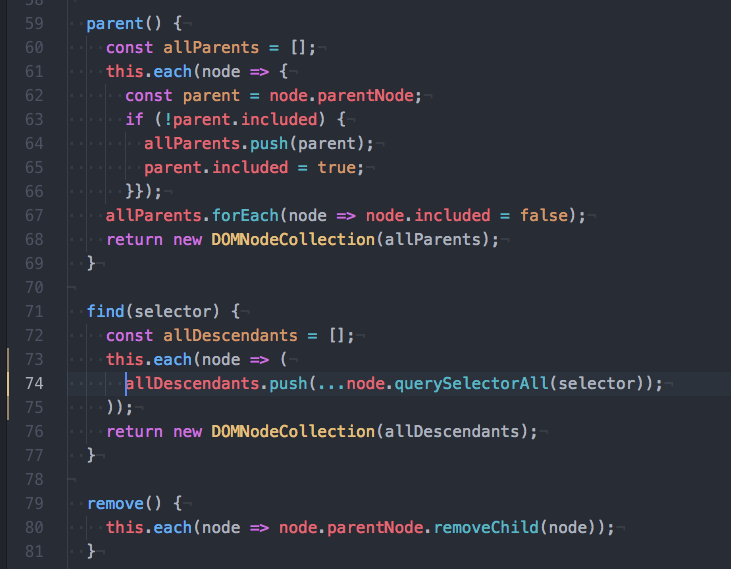 59 parent() {¬
60 const allParents = [];¬
61 this.each(node => {¬
62 const parent = node.parentNode;¬
63 if (!parent.included) {¬
64 allParents.push(parent);¬
65 parent.included = true;¬
66 }});¬
67 allParents.forEach(node => node.included = false);¬
68 return new DOMNodeCollection(allParents);¬
69 }¬
70 ¬
71 find(selector) {¬
72 const allDescendants = [];¬
73 this.each(node => (¬
74 allDescendants.push(...node.querySelectorAll(selector));¬
75 ));¬
76 return new DOMNodeCollection(allDescendants);¬
77 }¬
78 ¬
79 remove() {¬
80 this.each(node => node.parentNode.removeChild(node));¬
81 }¬